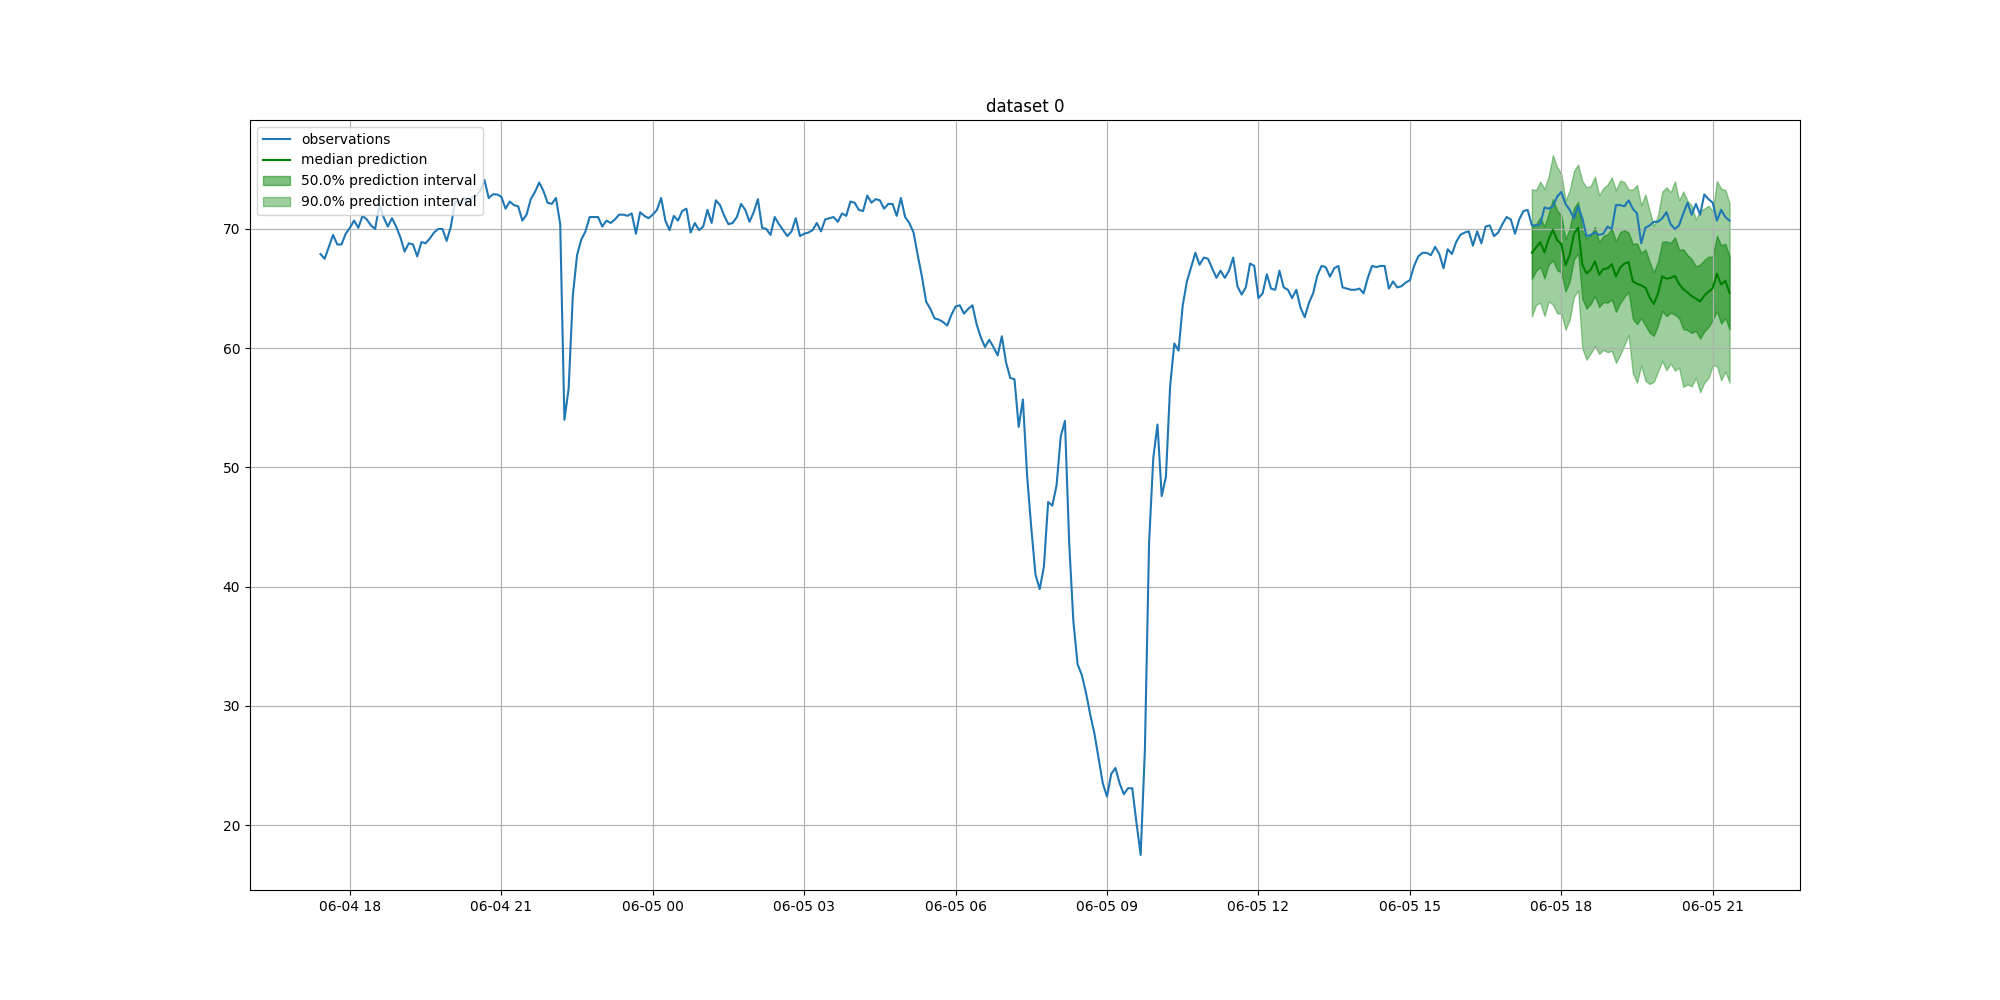 dataset 0
observations
median prediction
50.0% prediction interval
90.0% prediction interval
70
60
50
40
30
20
06-04 18 06-04 21 06-05 00 06-05 03 06-05 06 06-05 09 06-05 12 06-05 15 06-05 18 06-05 21